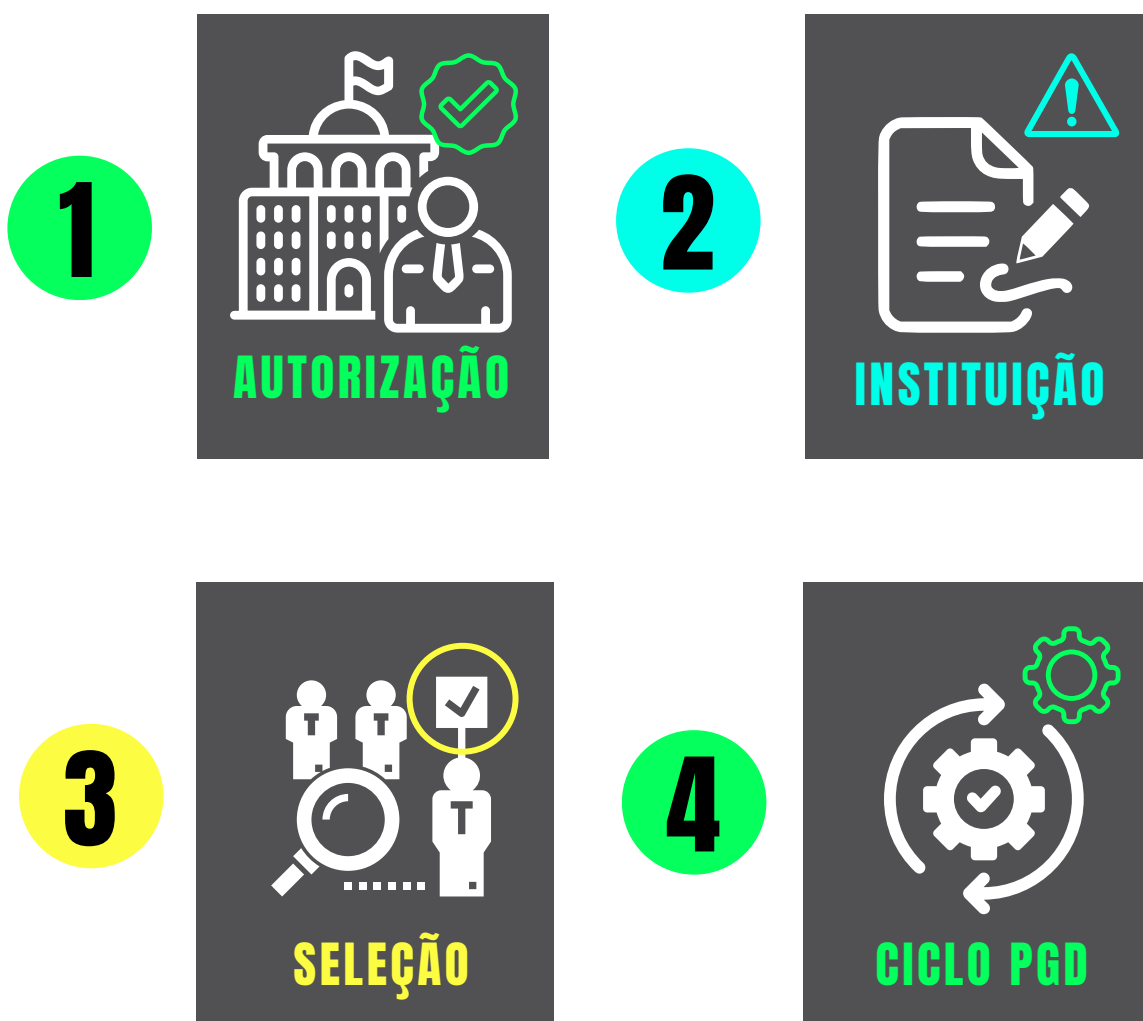 1
AUTORIZAÇÃO
2
INSTITUIÇÃO
3
T T
T
SELEÇÃO
4
CICLO PGD